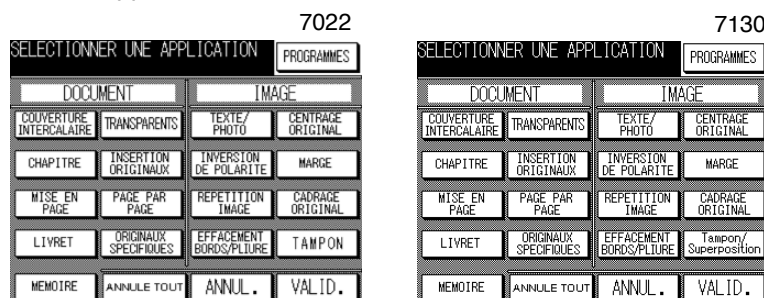 7022
SELECTIONNER UNE APPLICATION
PROGRAMMES
DOCUMENT
IMAGE
COUVERTURE
INTERCALAIRE
TRANSPARENTS
TEXTE/
PHOTO
CENTRAGE
ORIGINAL
CHAPITRE
INSERTION
ORIGINAUX
INVERSION
DE POLARITE
MARGE
MISE EN
PAGE
PAGE PAR
PAGE
REPETITION
IMAGE
CADRAGE
ORIGINAL
LIVRET
ORIGINAUX
SPECIFIQUES
EFFACEMENT
BORDS/PLIURE
TAMPON
MEMOIRE
ANNULE TOUT
ANNUL.
VALID.
7130
SELECTIONNER UNE APPLICATION
PROGRAMMES
DOCUMENT
IMAGE
COUVERTURE
INTERCALAIRE
TRANSPARENTS
TEXTE/
PHOTO
CENTRAGE
ORIGINAL
CHAPITRE
INSERTION
ORIGINAUX
INVERSION
DE POLARITE
MARGE
MISE EN
PAGE
PAGE PAR
PAGE
REPETITION
IMAGE
CADRAGE
ORIGINAL
LIVRET
ORIGINAUX
SPECIFIQUES
EFFACEMENT
BORDS/PLIURE
Tampon/
Superposition
MEMOIRE
ANNULE TOUT
ANNUL.
VALID.